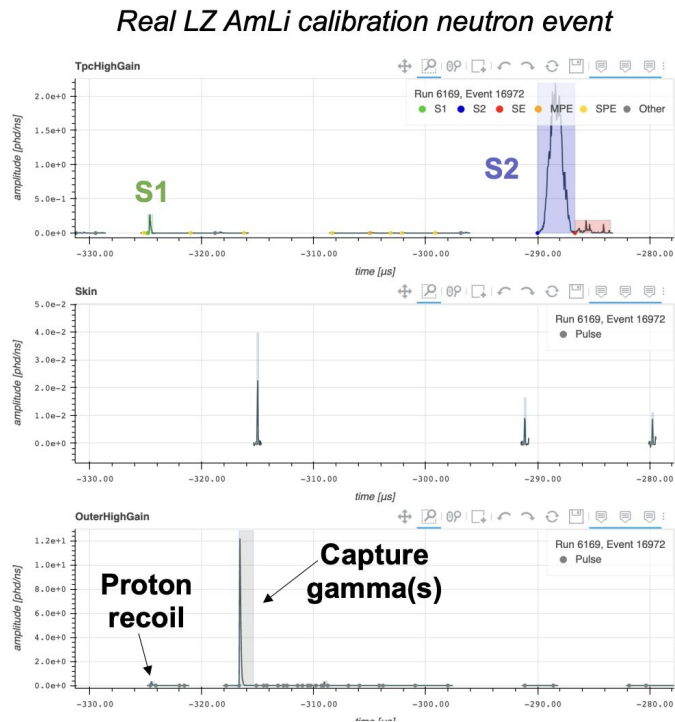 Real LZ AmLi calibration neutron event
TpcHighGain
Run 6169, Event 16972
S1 S2 SE MPE SPE Other
2.0e+0
1.5e+0
1.0e+0
5.0e-1
0.0e+0
amplitude [phd/ns]
S1
S2
-330.00 -320.00 -310.00 -300.00 -290.00 -280.00
time [µs]
Skin
Run 6169, Event 16972
Pulse
5.0e-2
4.0e-2
3.0e-2
2.0e-2
1.0e-2
0.0e+0
amplitude [phd/ns]
-330.00 -320.00 -310.00 -300.00 -290.00 -280.00
time [µs]
OuterHighGain
Run 6169, Event 16972
Pulse
1.2e+1
1.0e+1
8.0e+0
6.0e+0
4.0e+0
2.0e+0
0.0e+0
amplitude [phd/ns]
Proton
recoil
Capture
gamma(s)
-330.00 -320.00 -310.00 -300.00 -290.00 -280.00
time [µs]